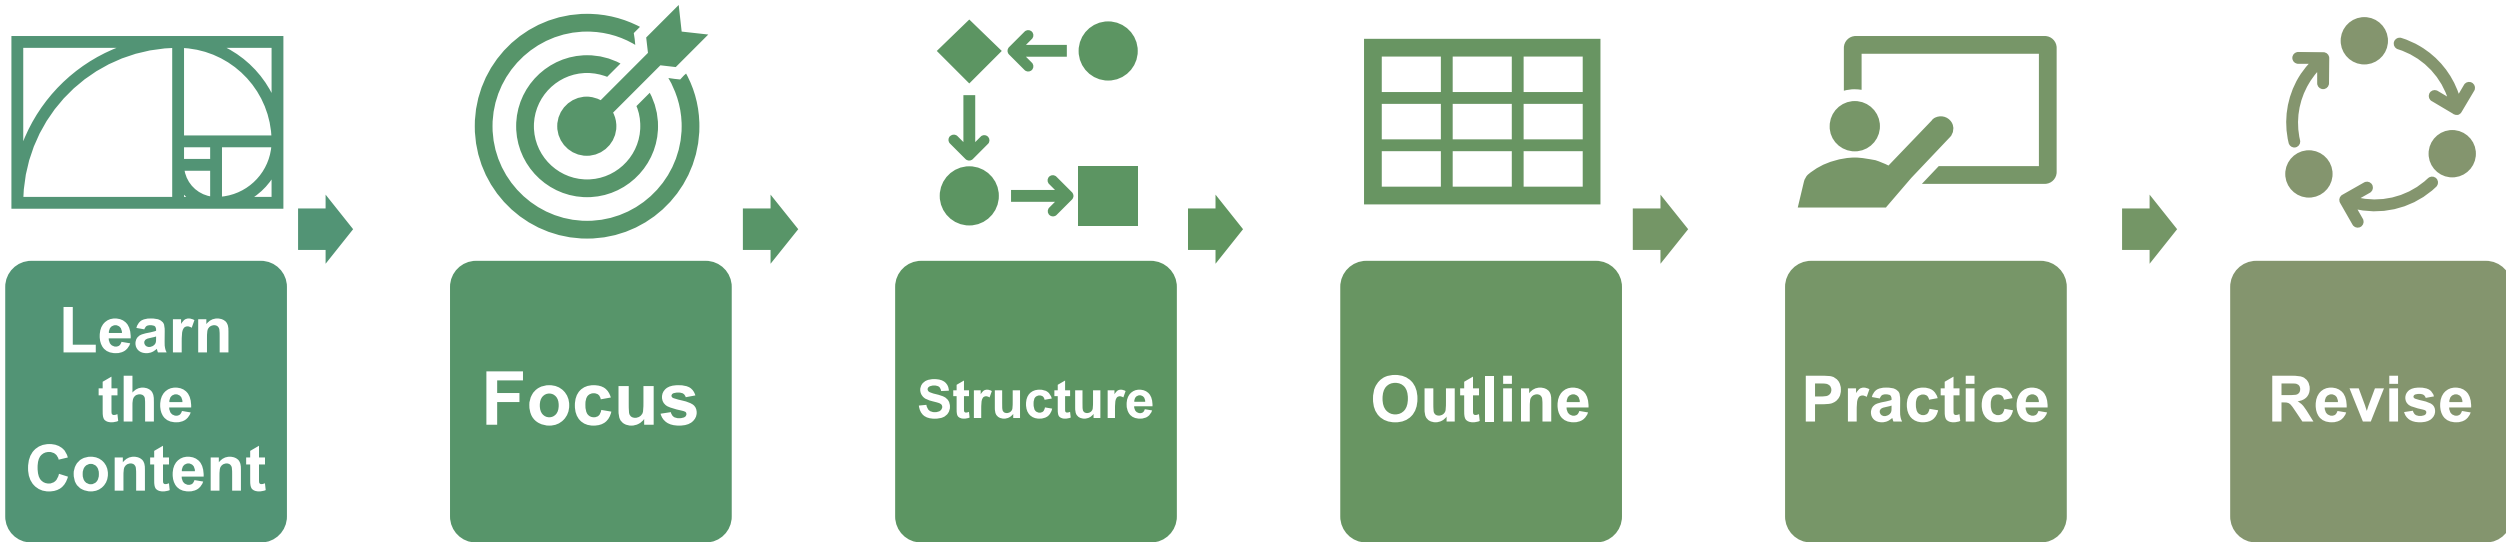 Learn
the
Content
Focus
Structure
Outline
Practice
Revise